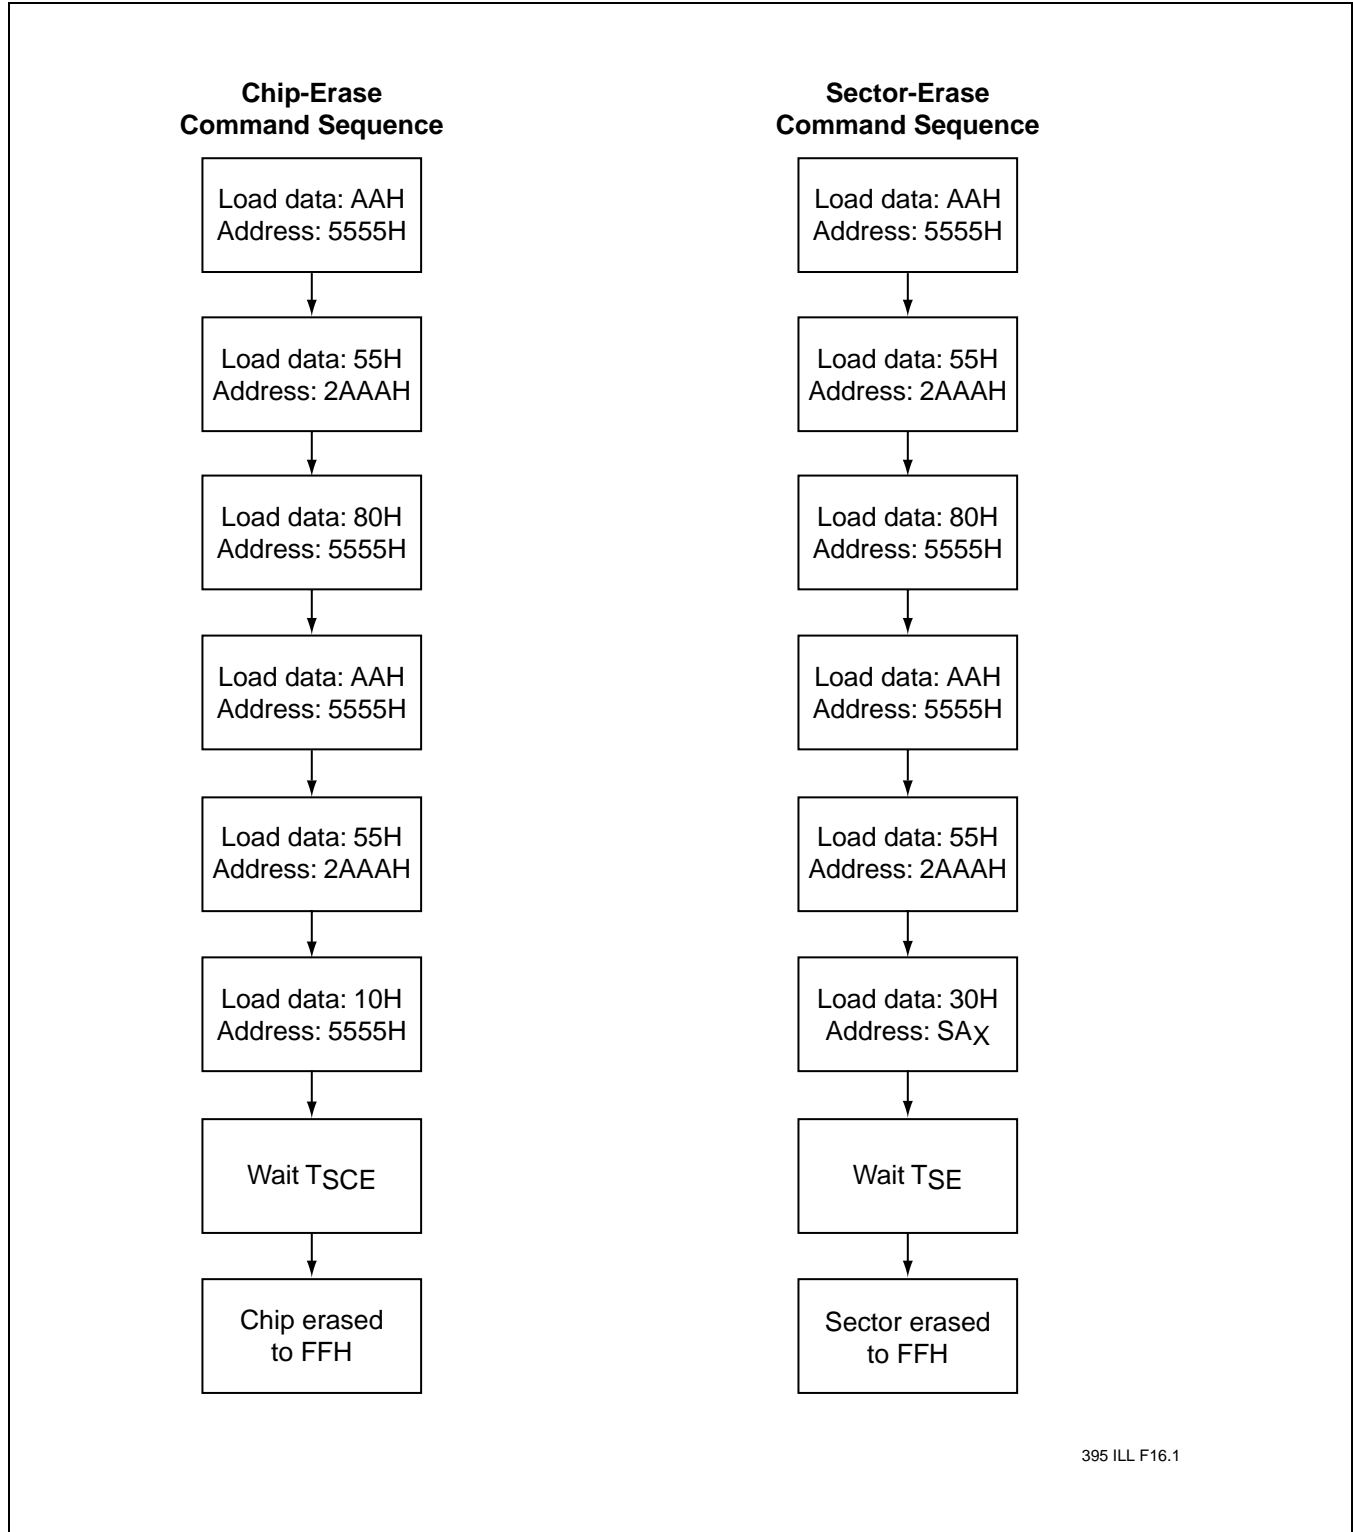 Chip-Erase
Command Sequence
Load data: AAH
Address: 5555H
Load data: 55H
Address: 2AAAH
Load data: 80H
Address: 5555H
Load data: AAH
Address: 5555H
Load data: 55H
Address: 2AAAH
Load data: 10H
Address: 5555H
Wait TSCE
Chip erased
to FFH
Sector-Erase
Command Sequence
Load data: AAH
Address: 5555H
Load data: 55H
Address: 2AAAH
Load data: 80H
Address: 5555H
Load data: AAH
Address: 5555H
Load data: 55H
Address: 2AAAH
Load data: 30H
Address: SAX
Wait TSE
Sector erased
to FFH
395 ILL F16.1